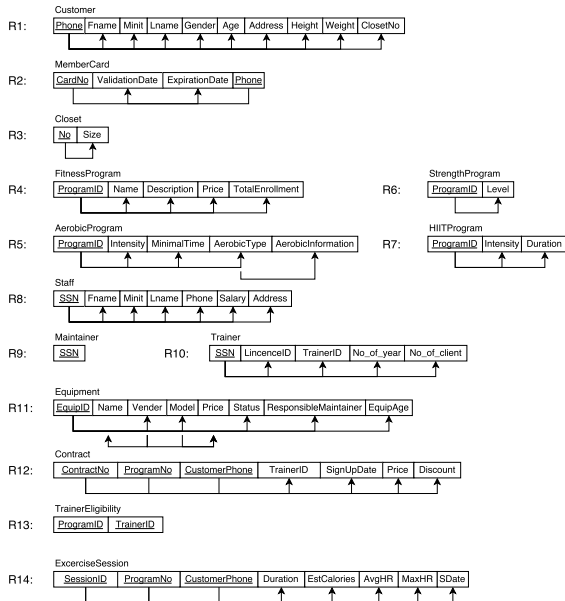 Customer
R1: Phone Fname Minit Lname Gender Age Address Height Weight ClosetNo
MemberCard
R2: CardNo ValidationDate ExpirationDate Phone
Closet
R3: No Size
FitnessProgram StrengthProgram
R4: ProgramID Name Description Price TotalEnrollment R6: ProgramID Level
AerobicProgram HIITProgram
R5: ProgramID Intensity MinimalTime AerobicType AerobicInformation R7: ProgramID Intensity Duration
Staff
R8: SSN Fname Minit Lname Phone Salary Address
Maintainer Trainer
R9: SSN R10: SSN LincenceID TrainerID No_of_year No_of_client
Equipment
R11: EquipID Name Vender Model Price Status ResponsibleMaintainer EquipAge
Contract
R12: ContractNo ProgramNo CustomerPhone TrainerID SignUpDate Price Discount
TrainerEligibility
R13: ProgramID TrainerID
ExcerciseSession
R14: SessionID ProgramNo CustomerPhone Duration EstCalories AvgHR MaxHR SDate